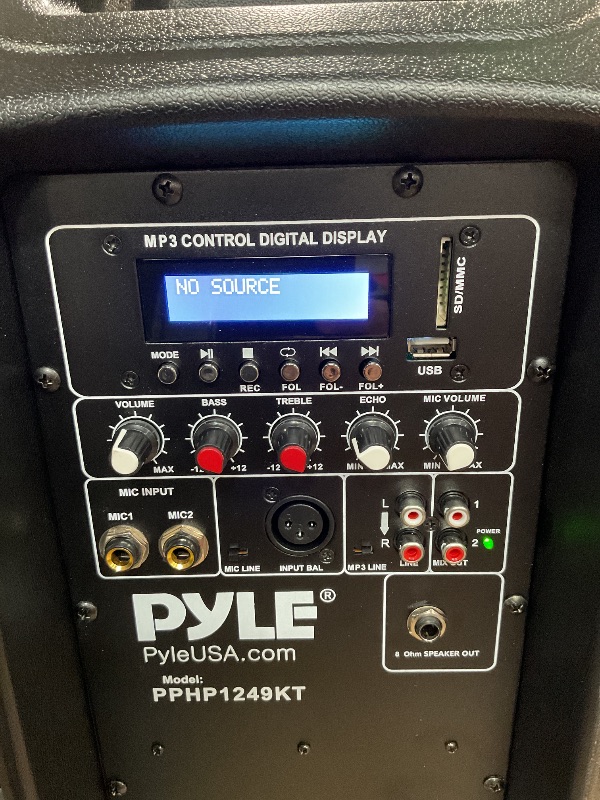 MP3 CONTROL DIGITAL DISPLAY
NO SOURCE
SD/MMC
USB
MODE
REC
FOL
FOL-
FOL+
VOLUME
BASS
TREBLE
ECHO
MIC VOLUME
MAX
-12
+12
-12
+12
MIN
MAX
MIN
MAX
MIC INPUT
MIC1
MIC2
MIC LINE
INPUT BAL
L
R
MP3 LINE
LINE
1
2
MIX OUT
POWER
PYLE®
PyleUSA.com
8 Ohm SPEAKER OUT
Model:
PPHP1249KT